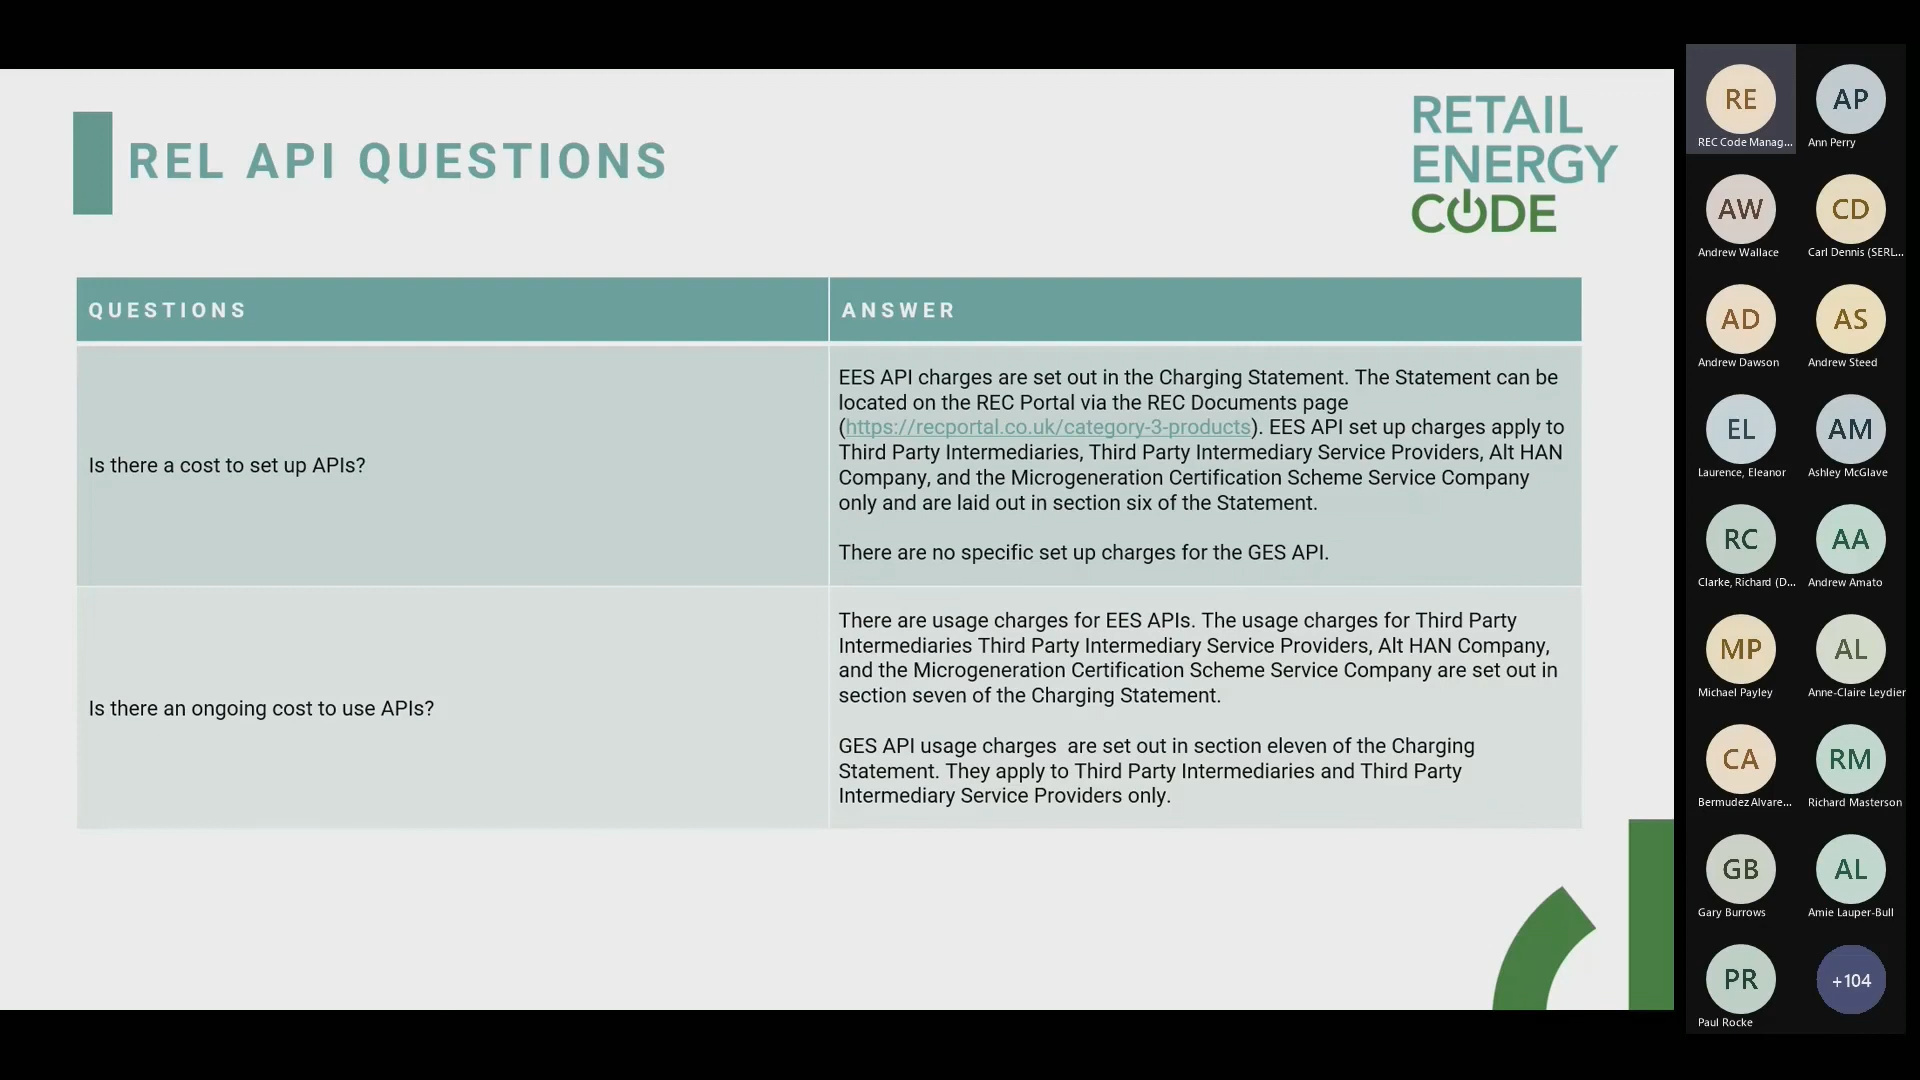 REL API QUESTIONS
RETAIL
ENERGY
CODE
QUESTIONS
ANSWER
Is there a cost to set up APIs?
EES API charges are set out in the Charging Statement. The Statement can be
located on the REC Portal via the REC Documents page
(https://recportal.co.uk/category-3-products). EES API set up charges apply to
Third Party Intermediaries, Third Party Intermediary Service Providers, Alt HAN
Company, and the Microgeneration Certification Scheme Service Company
only and are laid out in section six of the Statement.
There are no specific set up charges for the GES API.
Is there an ongoing cost to use APIs?
There are usage charges for EES APIs. The usage charges for Third Party
Intermediaries Third Party Intermediary Service Providers, Alt HAN Company,
and the Microgeneration Certification Scheme Service Company are set out in
section seven of the Charging Statement.
GES API usage charges  are set out in section eleven of the Charging
Statement. They apply to Third Party Intermediaries and Third Party
Intermediary Service Providers only.
RE
REC Code Manag...
AP
Ann Perry
AW
Andrew Wallace
CD
Carl Dennis (SERL...
AD
Andrew Dawson
AS
Andrew Steed
EL
Laurence, Eleanor
AM
Ashley McGlave
RC
Clarke, Richard (D...
AA
Andrew Amato
MP
Michael Payley
AL
Anne-Claire Leydier
CA
Bermudez Alvare...
RM
Richard Masterson
GB
Gary Burrows
AL
Amie Lauper-Bull
PR
Paul Rocke
+104